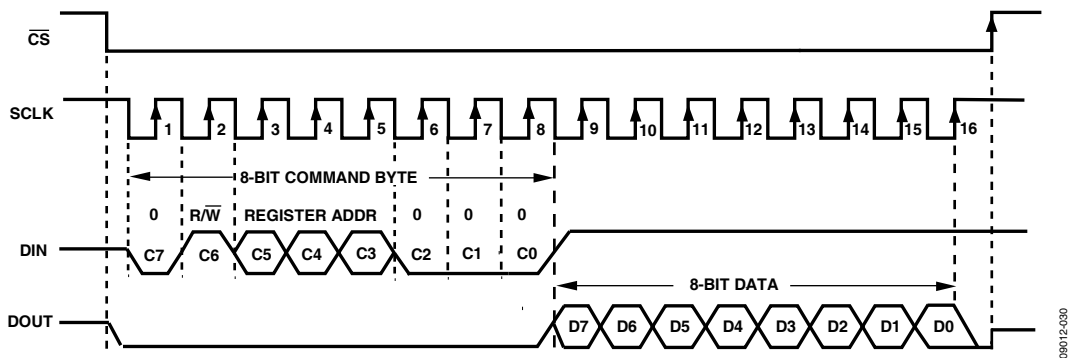 CS
SCLK
1 2 3 4 5 6 7 8 9 10 11 12 13 14 15 16
8-BIT COMMAND BYTE
0 R/W REGISTER ADDR 0 0 0
DIN C7 C6 C5 C4 C3 C2 C1 C0
8-BIT DATA
DOUT D7 D6 D5 D4 D3 D2 D1 D0
09012-030